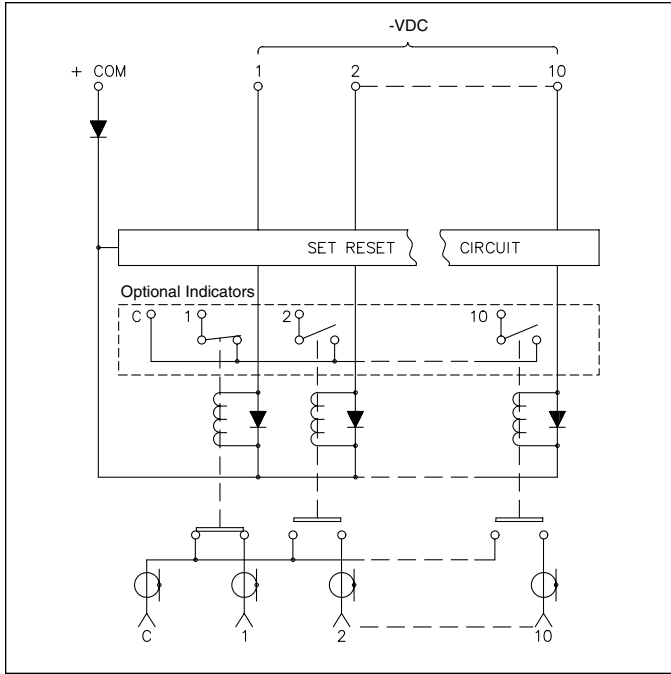 -VDC
+ COM 1 2 10
SET RESET CIRCUIT
Optional Indicators
C 1 2 10
C 1 2 10